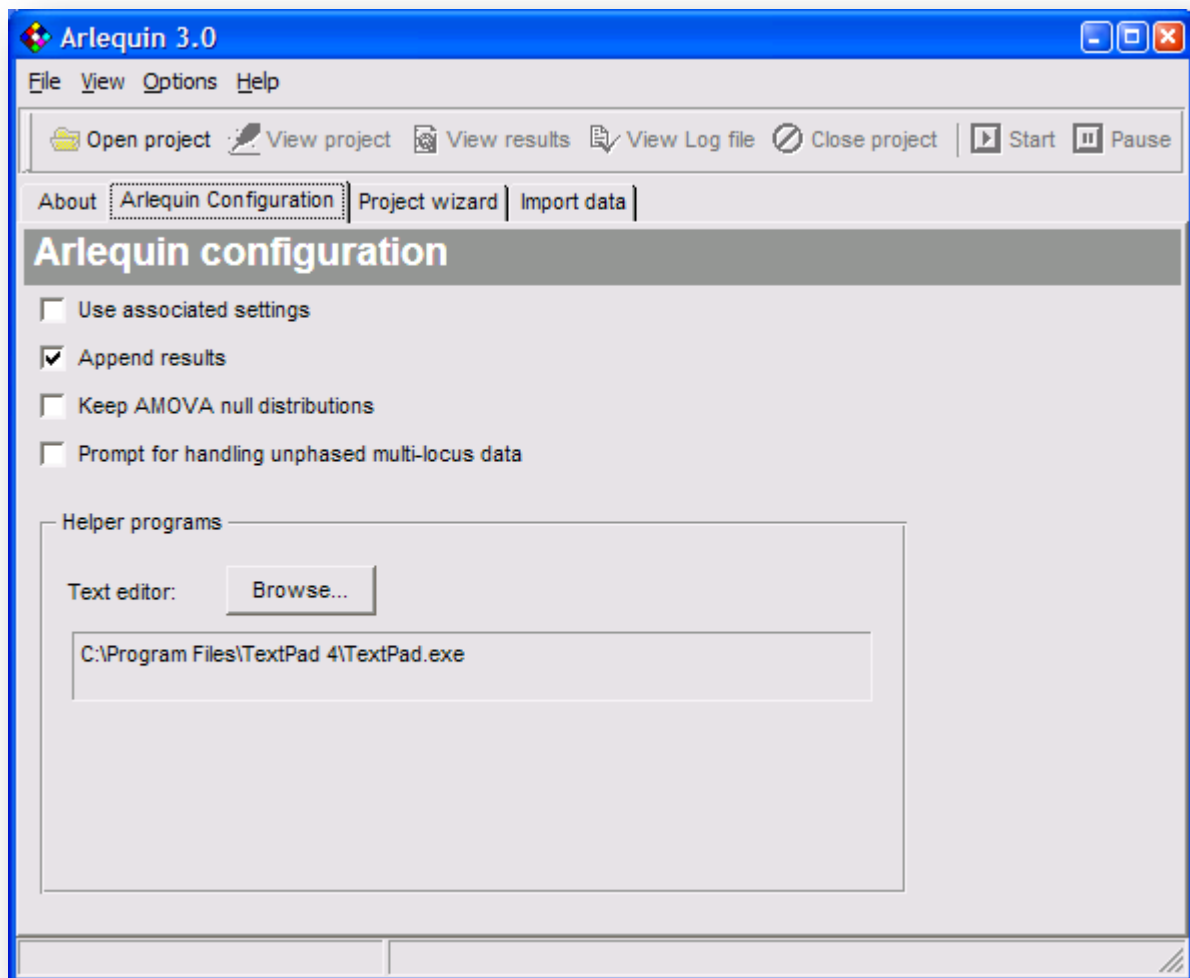 Arlequin 3.0
File View Options Help
Open project View project View results View Log file Close project Start Pause
About Arlequin Configuration Project wizard Import data
Arlequin configuration
Use associated settings
Append results
Keep AMOVA null distributions
Prompt for handling unphased multi-locus data
Helper programs
Text editor: Browse...
C:\Program Files\TextPad 4\TextPad.exe